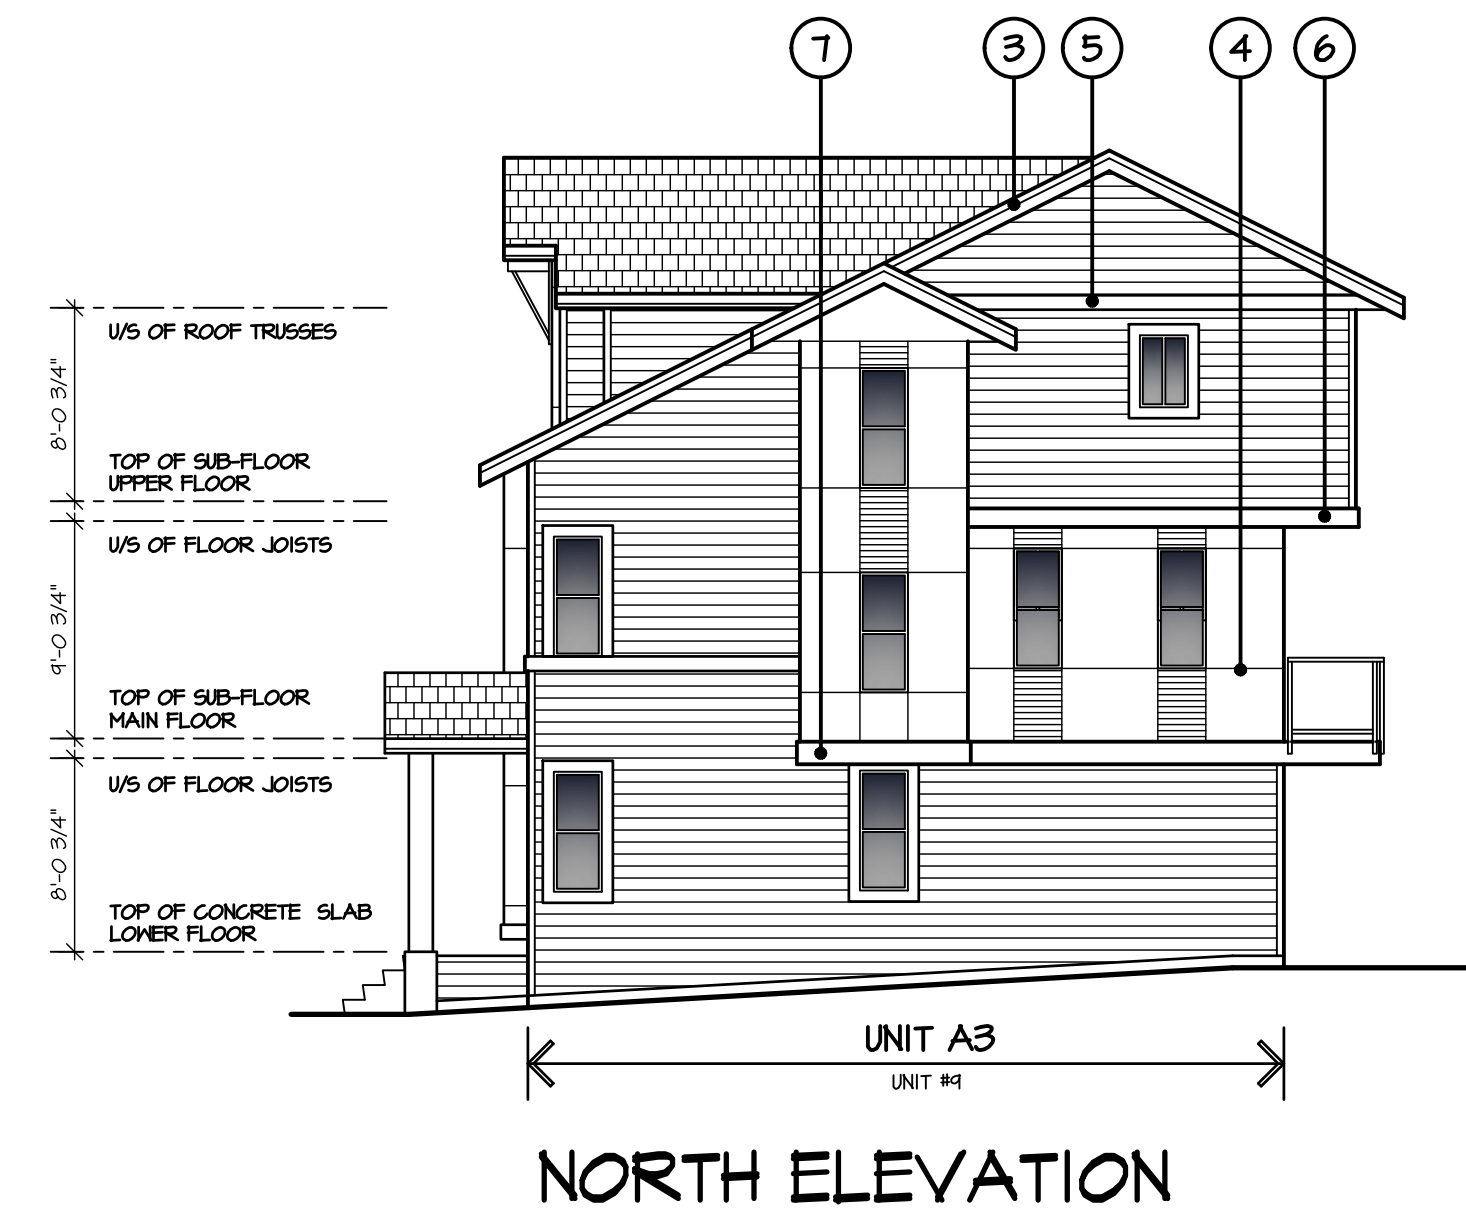 7 3 5 4 6
U/S OF ROOF TRUSSES
8'-0 3/4"
TOP OF SUB-FLOOR
UPPER FLOOR
U/S OF FLOOR JOISTS
9'-0 3/4"
TOP OF SUB-FLOOR
MAIN FLOOR
U/S OF FLOOR JOISTS
8'-0 3/4"
TOP OF CONCRETE SLAB
LOWER FLOOR
UNIT A3
UNIT #9
NORTH ELEVATION